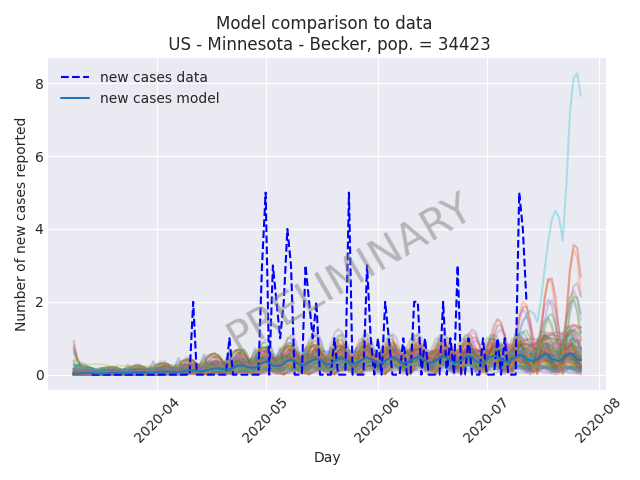 Model comparison to data
US - Minnesota - Becker, pop. = 34423
new cases data
new cases model
PRELIMINARY
Number of new cases reported
8
6
4
2
0
2020-04
2020-05
2020-06
2020-07
2020-08
Day